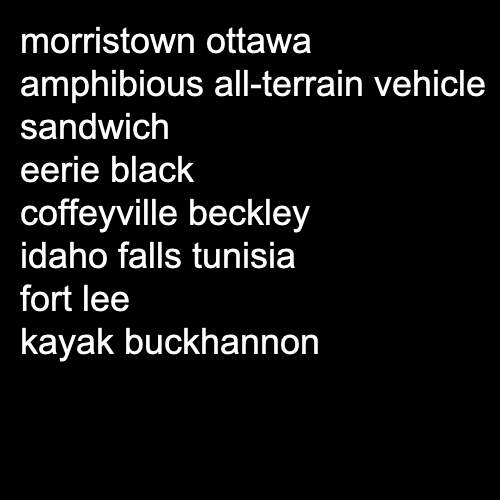 morristown ottawa
amphibious all-terrain vehicle
sandwich
eerie black
coffeyville beckley
idaho falls tunisia
fort lee
kayak buckhannon